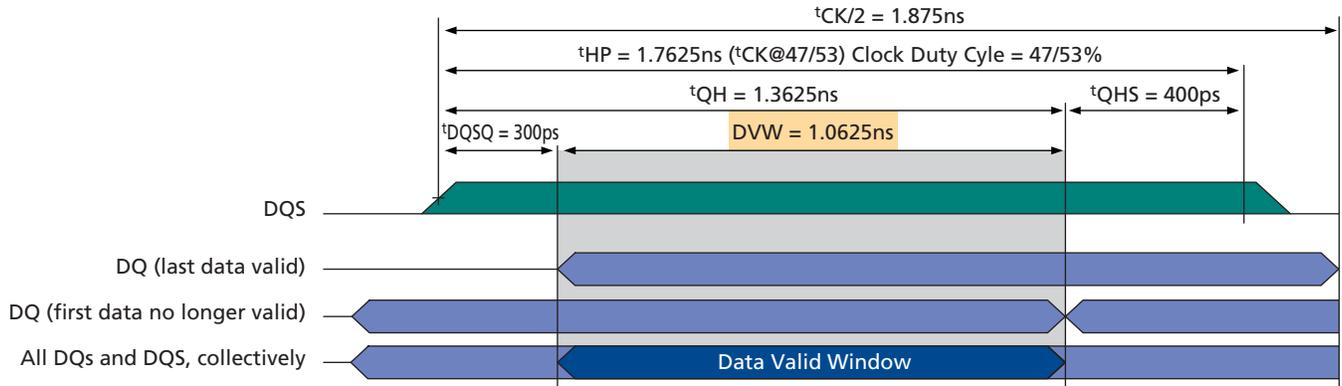 tCK/2 = 1.875ns
tHP = 1.7625ns (tCK@47/53) Clock Duty Cyle = 47/53%
tQH = 1.3625ns
tQHS = 400ps
tDQSQ = 300ps
DVW = 1.0625ns
DQS
DQ (last data valid)
DQ (first data no longer valid)
All DQs and DQS, collectively
Data Valid Window